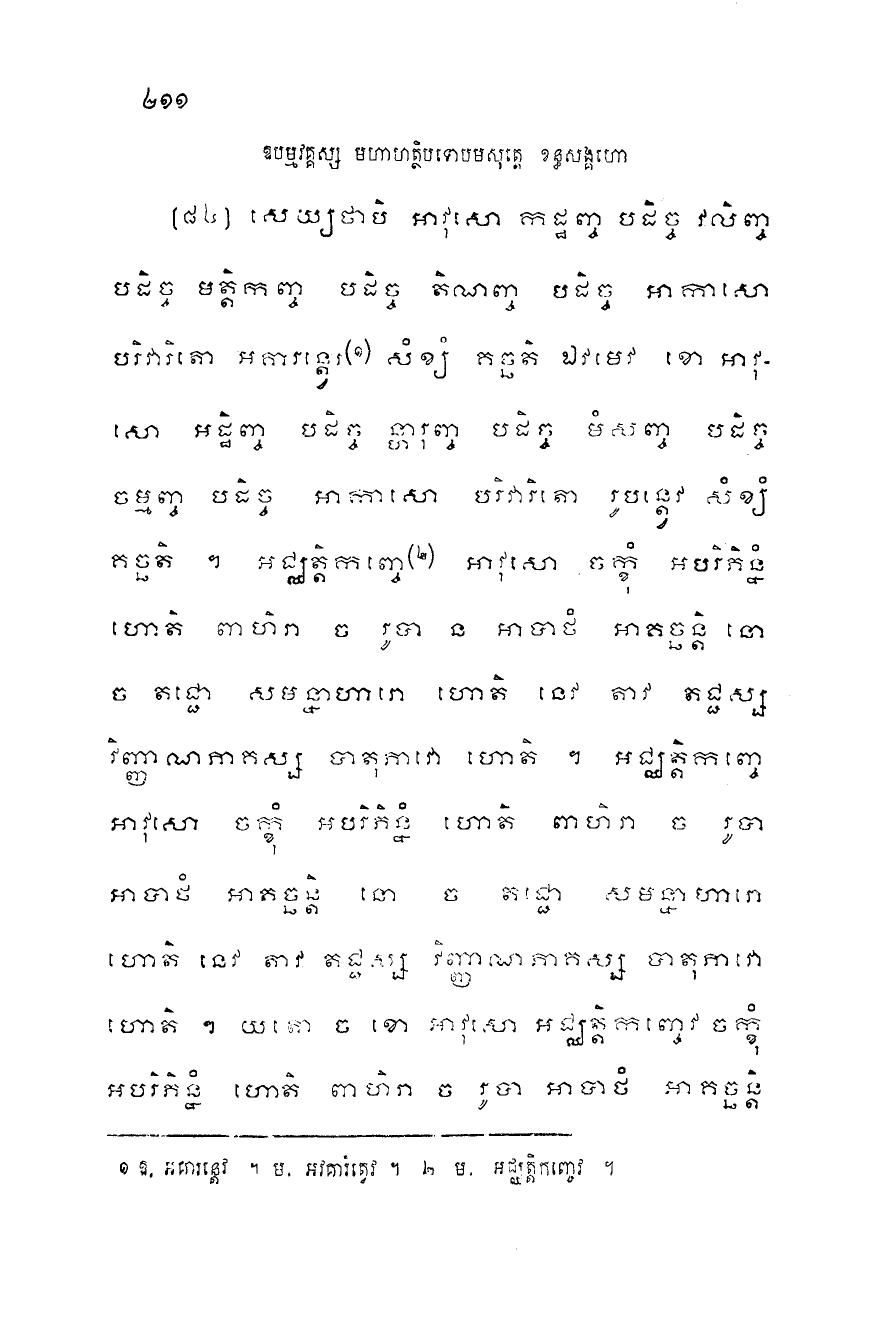 ២១១
ឱបម្មវគ្គស្ស មហាហត្ថិបទោបមសុត្តេ ខន្ធសង្គហោ
[៥៤] សេយ្យថាបិ អាវុសោ កដ្ឋញ្ច បដិច្ច វលិញ្ច
បដិច្ច មត្តិកញ្ច បដិច្ច តិណញ្ច បដិច្ច អាកាសោ
បរិវារិតោ អគារន្ត្វេវ(១) សំខ្យំ គច្ឆតិ ឯវមេវ ខោ អាវុ-
សោ អដ្ឋិញ្ច បដិច្ច ន្ហារុញ្ច បដិច្ច មំសញ្ច បដិច្ច
ចម្មញ្ច បដិច្ច អាកាសោ បរិវារិតោ រូបន្ត្វេវ សំខ្យំ
គច្ឆតិ ។ អជ្ឈត្តិកញ្ចេ(២) អាវុសោ ចក្ខុំ អបរិភិន្នំ
ហោតិ ពាហិរា ច រូបា ន អាបាថំ អាគច្ឆន្តិ នោ
ច តជ្ជោ សមន្នាហារោ ហោតិ នេវ តាវ តជ្ជស្ស
វិញ្ញាណភាគស្ស បាតុភាវោ ហោតិ ។ អជ្ឈត្តិកញ្ចេ
អាវុសោ ចក្ខុំ អបរិភិន្នំ ហោតិ ពាហិរា ច រូបា
អាបាថំ អាគច្ឆន្តិ នោ ច តជ្ជោ សមន្នាហារោ
ហោតិ នេវ តាវ តជ្ជស្ស វិញ្ញាណភាគស្ស បាតុភាវោ
ហោតិ ។ យតោ ច ខោ អាវុសោ អជ្ឈត្តិកញ្ចេវ ចក្ខុំ
អបរិភិន្នំ ហោតិ ពាហិរា ច រូបា អាបាថំ អាគច្ឆន្តិ
១ ឱ. អគារន្តេវ ។ ម. អវគារំត្វេវ ។ ២ ម. អជ្ឈត្តិកញ្ចេវ ។